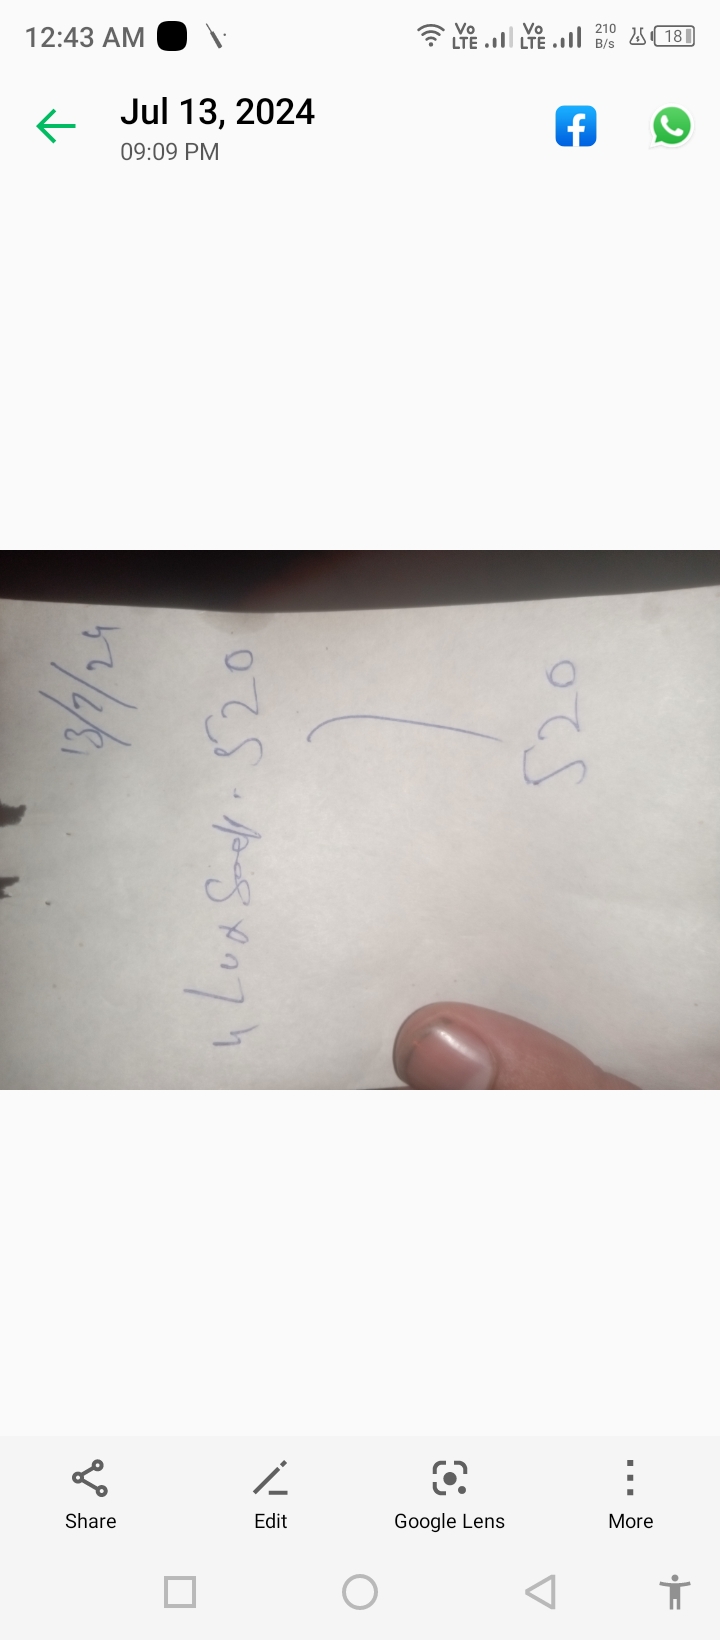 12:43 AM
Vo LTE Vo LTE 210 B/s 18
Jul 13, 2024
09:09 PM
13/7/24
4 Lux Soap . 520
520
Share Edit Google Lens More